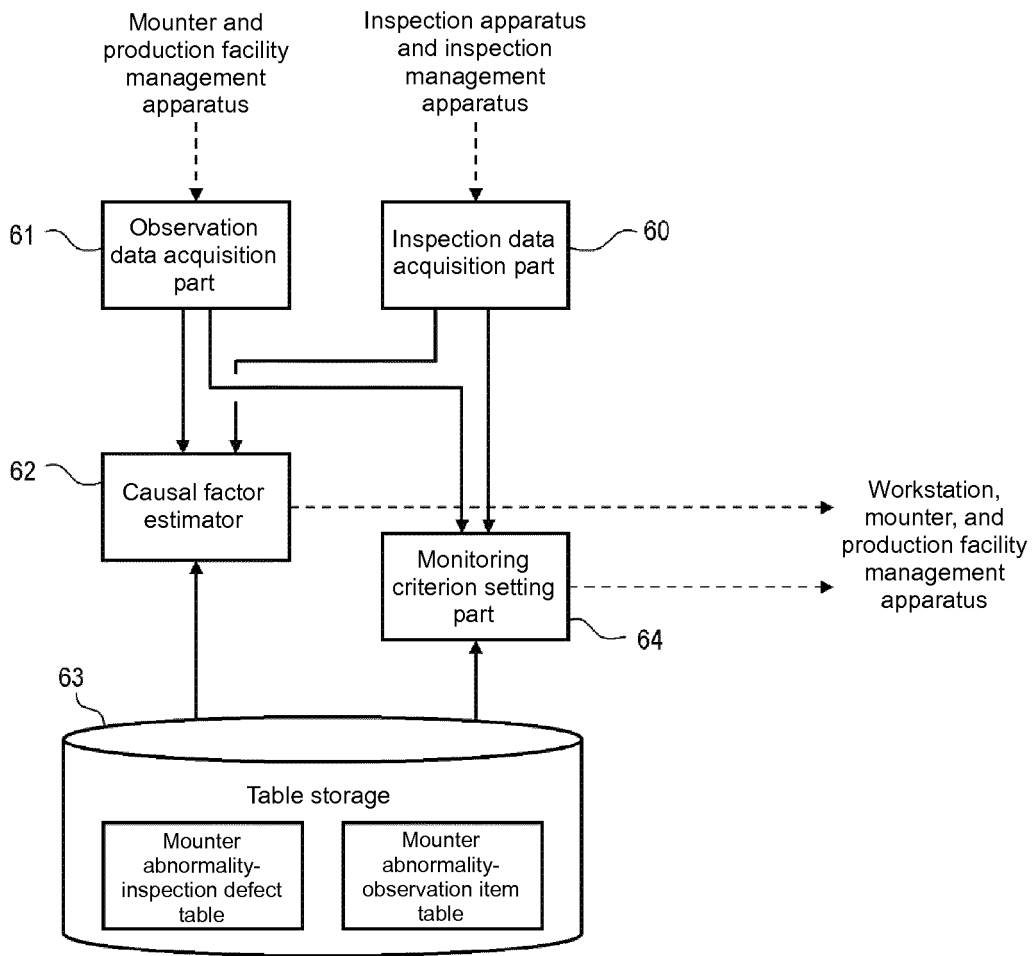 Mounter and
production facility
management
apparatus
Inspection apparatus
and inspection
management
apparatus
61
Observation
data acquisition
part
Inspection data
acquisition part
60
62
Causal factor
estimator
Workstation,
mounter, and
production facility
management
apparatus
Monitoring
criterion setting
part
64
63
Table storage
Mounter
abnormality-
inspection defect
table
Mounter
abnormality-
observation item
table